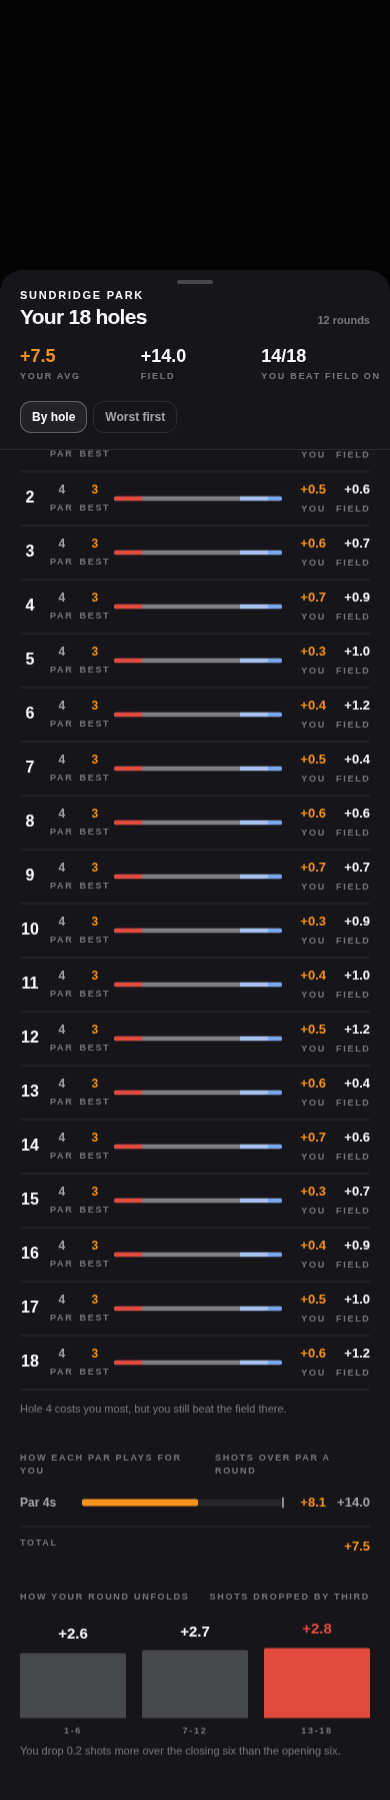 SUNDRIDGE PARK
Your 18 holes 12 rounds
+7.5 +14.0 14/18
YOUR AVG FIELD YOU BEAT FIELD ON
By hole Worst first
PAR BEST YOU FIELD
2 4 3 +0.5 +0.6
PAR BEST YOU FIELD
3 4 3 +0.6 +0.7
PAR BEST YOU FIELD
4 4 3 +0.7 +0.9
PAR BEST YOU FIELD
5 4 3 +0.3 +1.0
PAR BEST YOU FIELD
6 4 3 +0.4 +1.2
PAR BEST YOU FIELD
7 4 3 +0.5 +0.4
PAR BEST YOU FIELD
8 4 3 +0.6 +0.6
PAR BEST YOU FIELD
9 4 3 +0.7 +0.7
PAR BEST YOU FIELD
10 4 3 +0.3 +0.9
PAR BEST YOU FIELD
11 4 3 +0.4 +1.0
PAR BEST YOU FIELD
12 4 3 +0.5 +1.2
PAR BEST YOU FIELD
13 4 3 +0.6 +0.4
PAR BEST YOU FIELD
14 4 3 +0.7 +0.6
PAR BEST YOU FIELD
15 4 3 +0.3 +0.7
PAR BEST YOU FIELD
16 4 3 +0.4 +0.9
PAR BEST YOU FIELD
17 4 3 +0.5 +1.0
PAR BEST YOU FIELD
18 4 3 +0.6 +1.2
PAR BEST YOU FIELD
Hole 4 costs you most, but you still beat the field there.
HOW EACH PAR PLAYS FOR YOU
SHOTS OVER PAR A ROUND
Par 4s +8.1 +14.0
TOTAL +7.5
HOW YOUR ROUND UNFOLDS SHOTS DROPPED BY THIRD
+2.6 +2.7 +2.8
1-6 7-12 13-18
You drop 0.2 shots more over the closing six than the opening six.